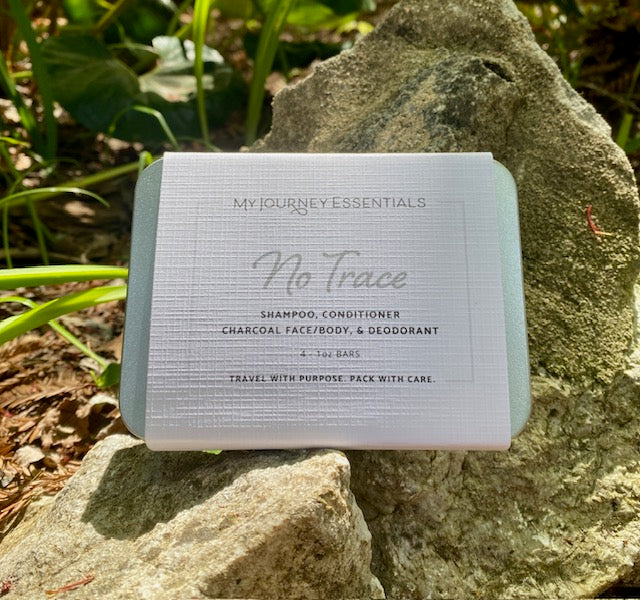 My Journey Essentials
No Trace
SHAMPOO, CONDITIONER
CHARCOAL FACE/BODY, & DEODORANT
4 - 1oz BARS
TRAVEL WITH PURPOSE. PACK WITH CARE.